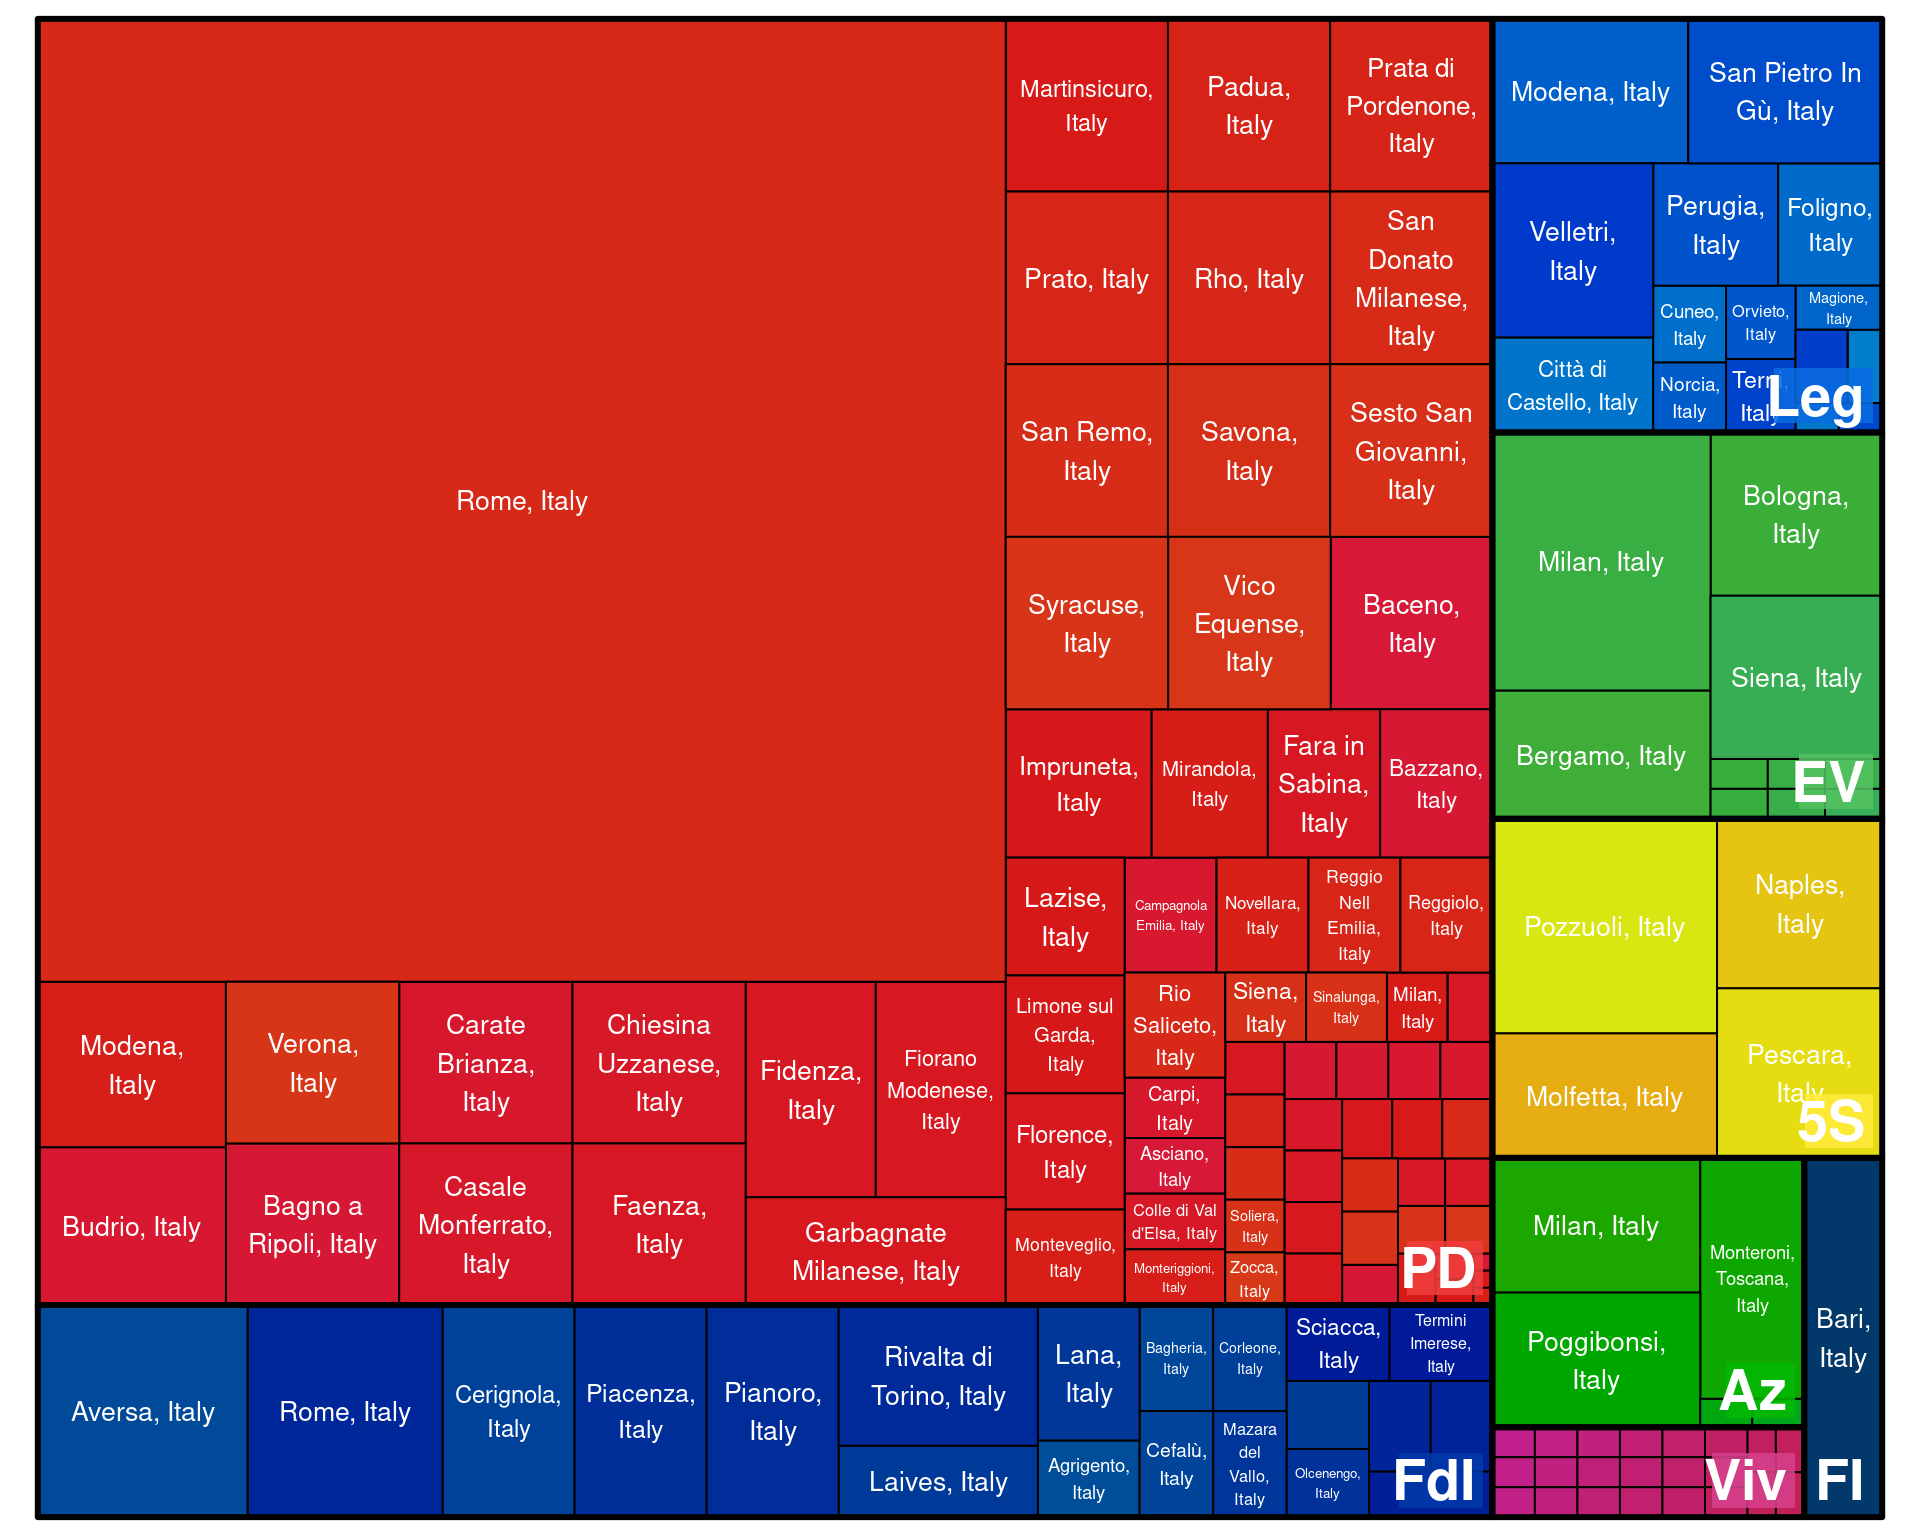 Rome, Italy
Martinsicuro,
Italy
Padua,
Italy
Prata di
Pordenone,
Italy
Prato, Italy
Rho, Italy
San
Donato
Milanese,
Italy
San Remo,
Italy
Savona,
Italy
Sesto San
Giovanni,
Italy
Syracuse,
Italy
Vico
Equense,
Italy
Baceno,
Italy
Impruneta,
Italy
Mirandola,
Italy
Fara in
Sabina,
Italy
Bazzano,
Italy
Lazise,
Italy
Campagnola
Emilia, Italy
Novellara,
Italy
Reggio
Nell
Emilia,
Italy
Reggiolo,
Italy
Limone sul
Garda,
Italy
Rio
Saliceto,
Italy
Siena,
Italy
Sinalunga,
Italy
Milan,
Italy
Florence,
Italy
Carpi,
Italy
Asciano,
Italy
Monteveglio,
Italy
Colle di Val
d'Elsa, Italy
Monteriggioni,
Italy
Soliera,
Italy
Zocca,
Italy
PD
Modena,
Italy
Verona,
Italy
Carate
Brianza,
Italy
Chiesina
Uzzanese,
Italy
Fidenza,
Italy
Fiorano
Modenese,
Italy
Budrio, Italy
Bagno a
Ripoli, Italy
Casale
Monferrato,
Italy
Faenza,
Italy
Garbagnate
Milanese, Italy
Aversa, Italy
Rome, Italy
Cerignola,
Italy
Piacenza,
Italy
Pianoro,
Italy
Rivalta di
Torino, Italy
Laives, Italy
Lana,
Italy
Agrigento,
Italy
Bagheria,
Italy
Corleone,
Italy
Cefalù,
Italy
Mazara
del
Vallo,
Italy
Sciacca,
Italy
Termini
Imerese,
Italy
Olcenengo,
Italy
FdI
Modena, Italy
San Pietro In
Gù, Italy
Velletri,
Italy
Perugia,
Italy
Foligno,
Italy
Città di
Castello, Italy
Cuneo,
Italy
Orvieto,
Italy
Magione,
Italy
Norcia,
Italy
Terni,
Italy
Leg
Milan, Italy
Bologna,
Italy
Siena, Italy
Bergamo, Italy
EV
Pozzuoli, Italy
Naples,
Italy
Molfetta, Italy
Pescara,
Italy
5S
Milan, Italy
Monteroni,
Toscana,
Italy
Poggibonsi,
Italy
Az
Bari,
Italy
Viv
FI